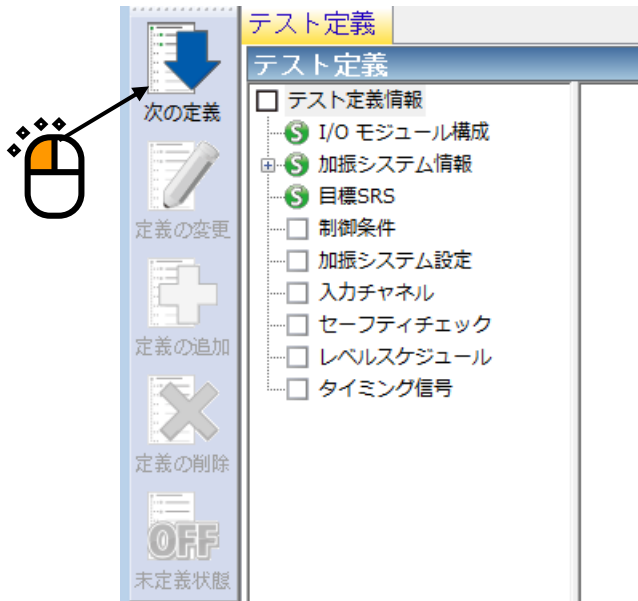 次の定義
定義の変更
定義の追加
定義の削除
OFF
未定義状態
テスト定義
テスト定義
テスト定義情報
S I/O モジュール構成
S 加振システム情報
S 目標SRS
制御条件
加振システム設定
入力チャネル
セーフティチェック
レベルスケジュール
タイミング信号